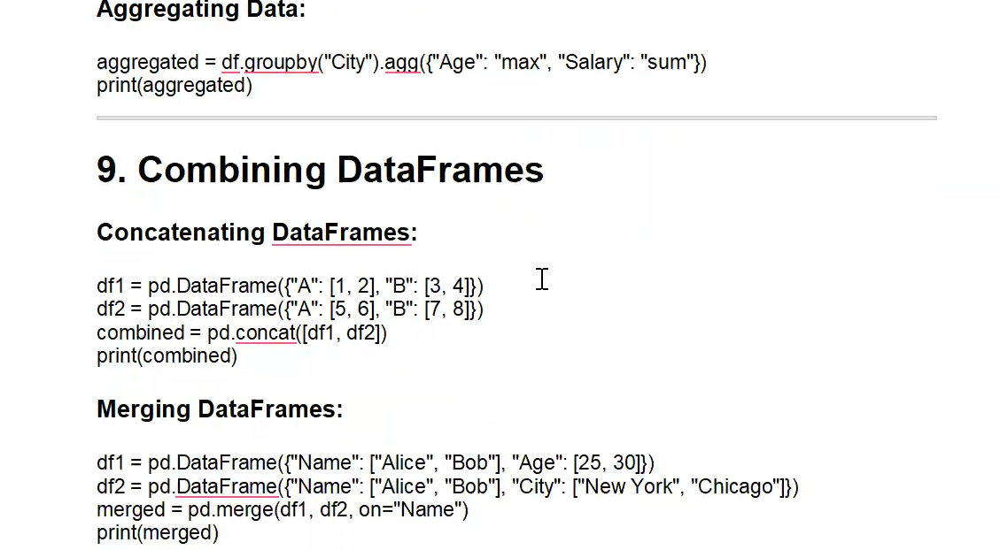 Aggregating Data:
aggregated = df.groupby("City").agg({"Age": "max", "Salary": "sum"})
print(aggregated)
9. Combining DataFrames
Concatenating DataFrames:
df1 = pd.DataFrame({"A": [1, 2], "B": [3, 4]})
df2 = pd.DataFrame({"A": [5, 6], "B": [7, 8]})
combined = pd.concat([df1, df2])
print(combined)
Merging DataFrames:
df1 = pd.DataFrame({"Name": ["Alice", "Bob"], "Age": [25, 30]})
df2 = pd.DataFrame({"Name": ["Alice", "Bob"], "City": ["New York", "Chicago"]})
merged = pd.merge(df1, df2, on="Name")
print(merged)